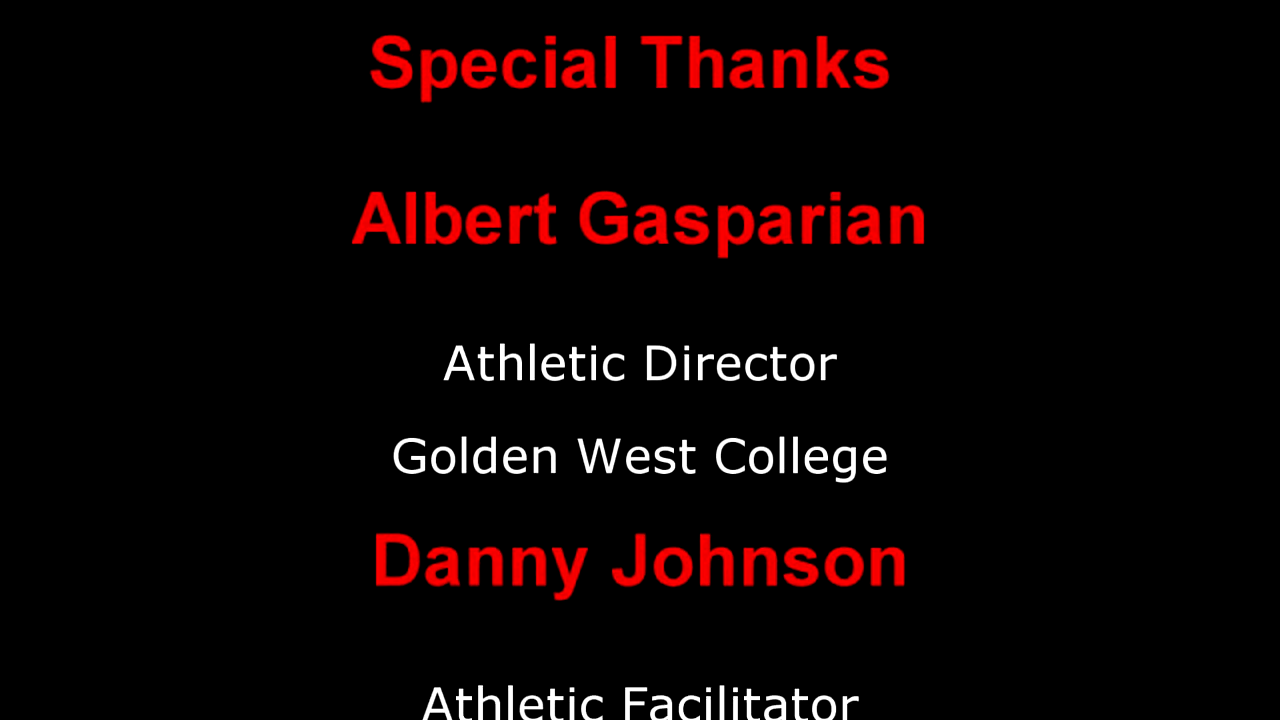 Special Thanks
Albert Gasparian
Athletic Director
Golden West College
Danny Johnson
Athletic Facilitator